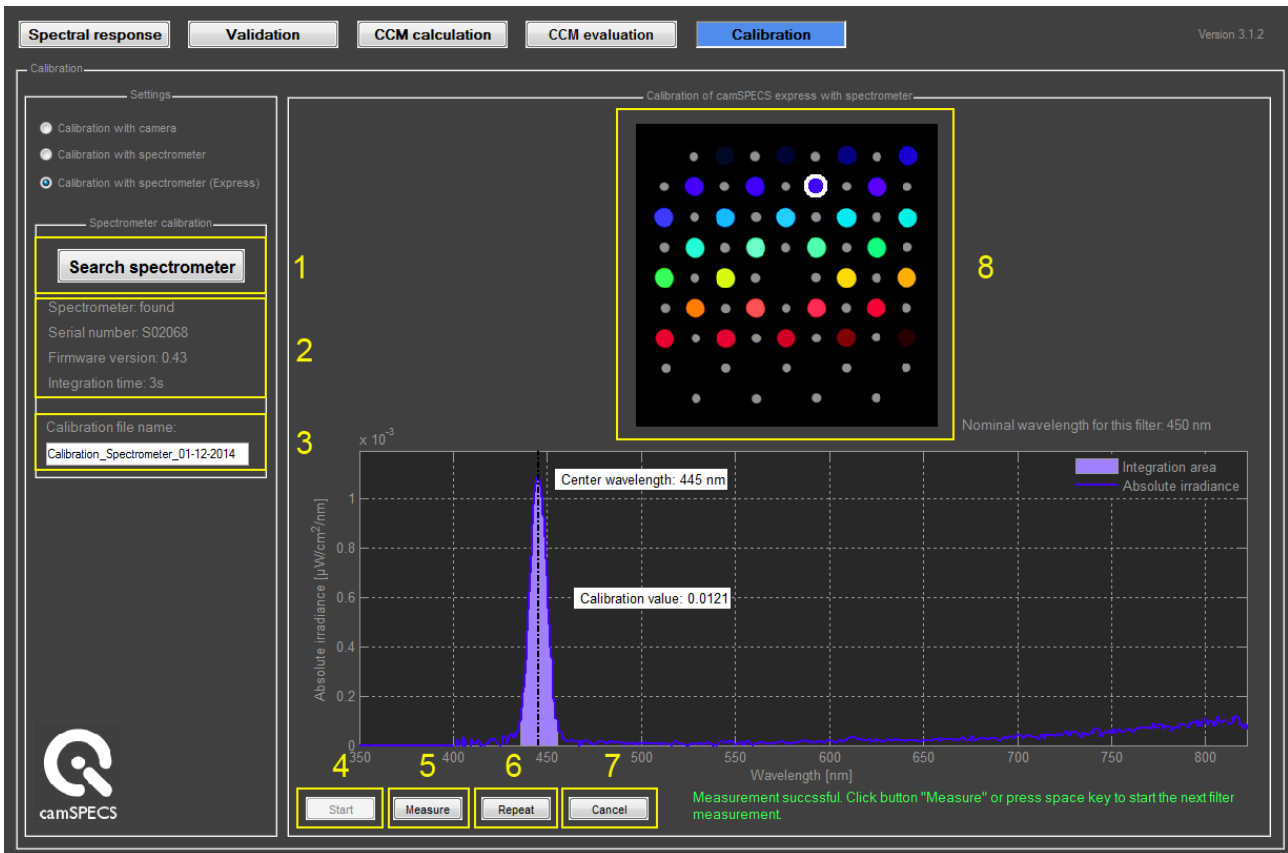 Spectral response
Validation
CCM calculation
CCM evaluation
Calibration
Version 3.1.2
Calibration
Settings
Calibration with camera
Calibration with spectrometer
Calibration with spectrometer (Express)
Spectrometer calibration
Search spectrometer
1
Spectrometer: found
Serial number: S02068
Firmware version: 0.43
Integration time: 3s
2
Calibration file name:
Calibration_Spectrometer_01-12-2014
3
camSPECS
Calibration of camSPECS express with spectrometer
8
Nominal wavelength for this filter: 450 nm
x 10-3
Integration area
Absolute irradiance
Center wavelength: 445 nm
Calibration value: 0.0121
Absolute irradiance [µW/cm2/nm]
1
0.8
0.6
0.4
0.2
0
350 400 450 500 550 600 650 700 750 800
Wavelength [nm]
4 5 6 7
Start
Measure
Repeat
Cancel
Measurement succssful. Click button "Measure" or press space key to start the next filter
measurement.